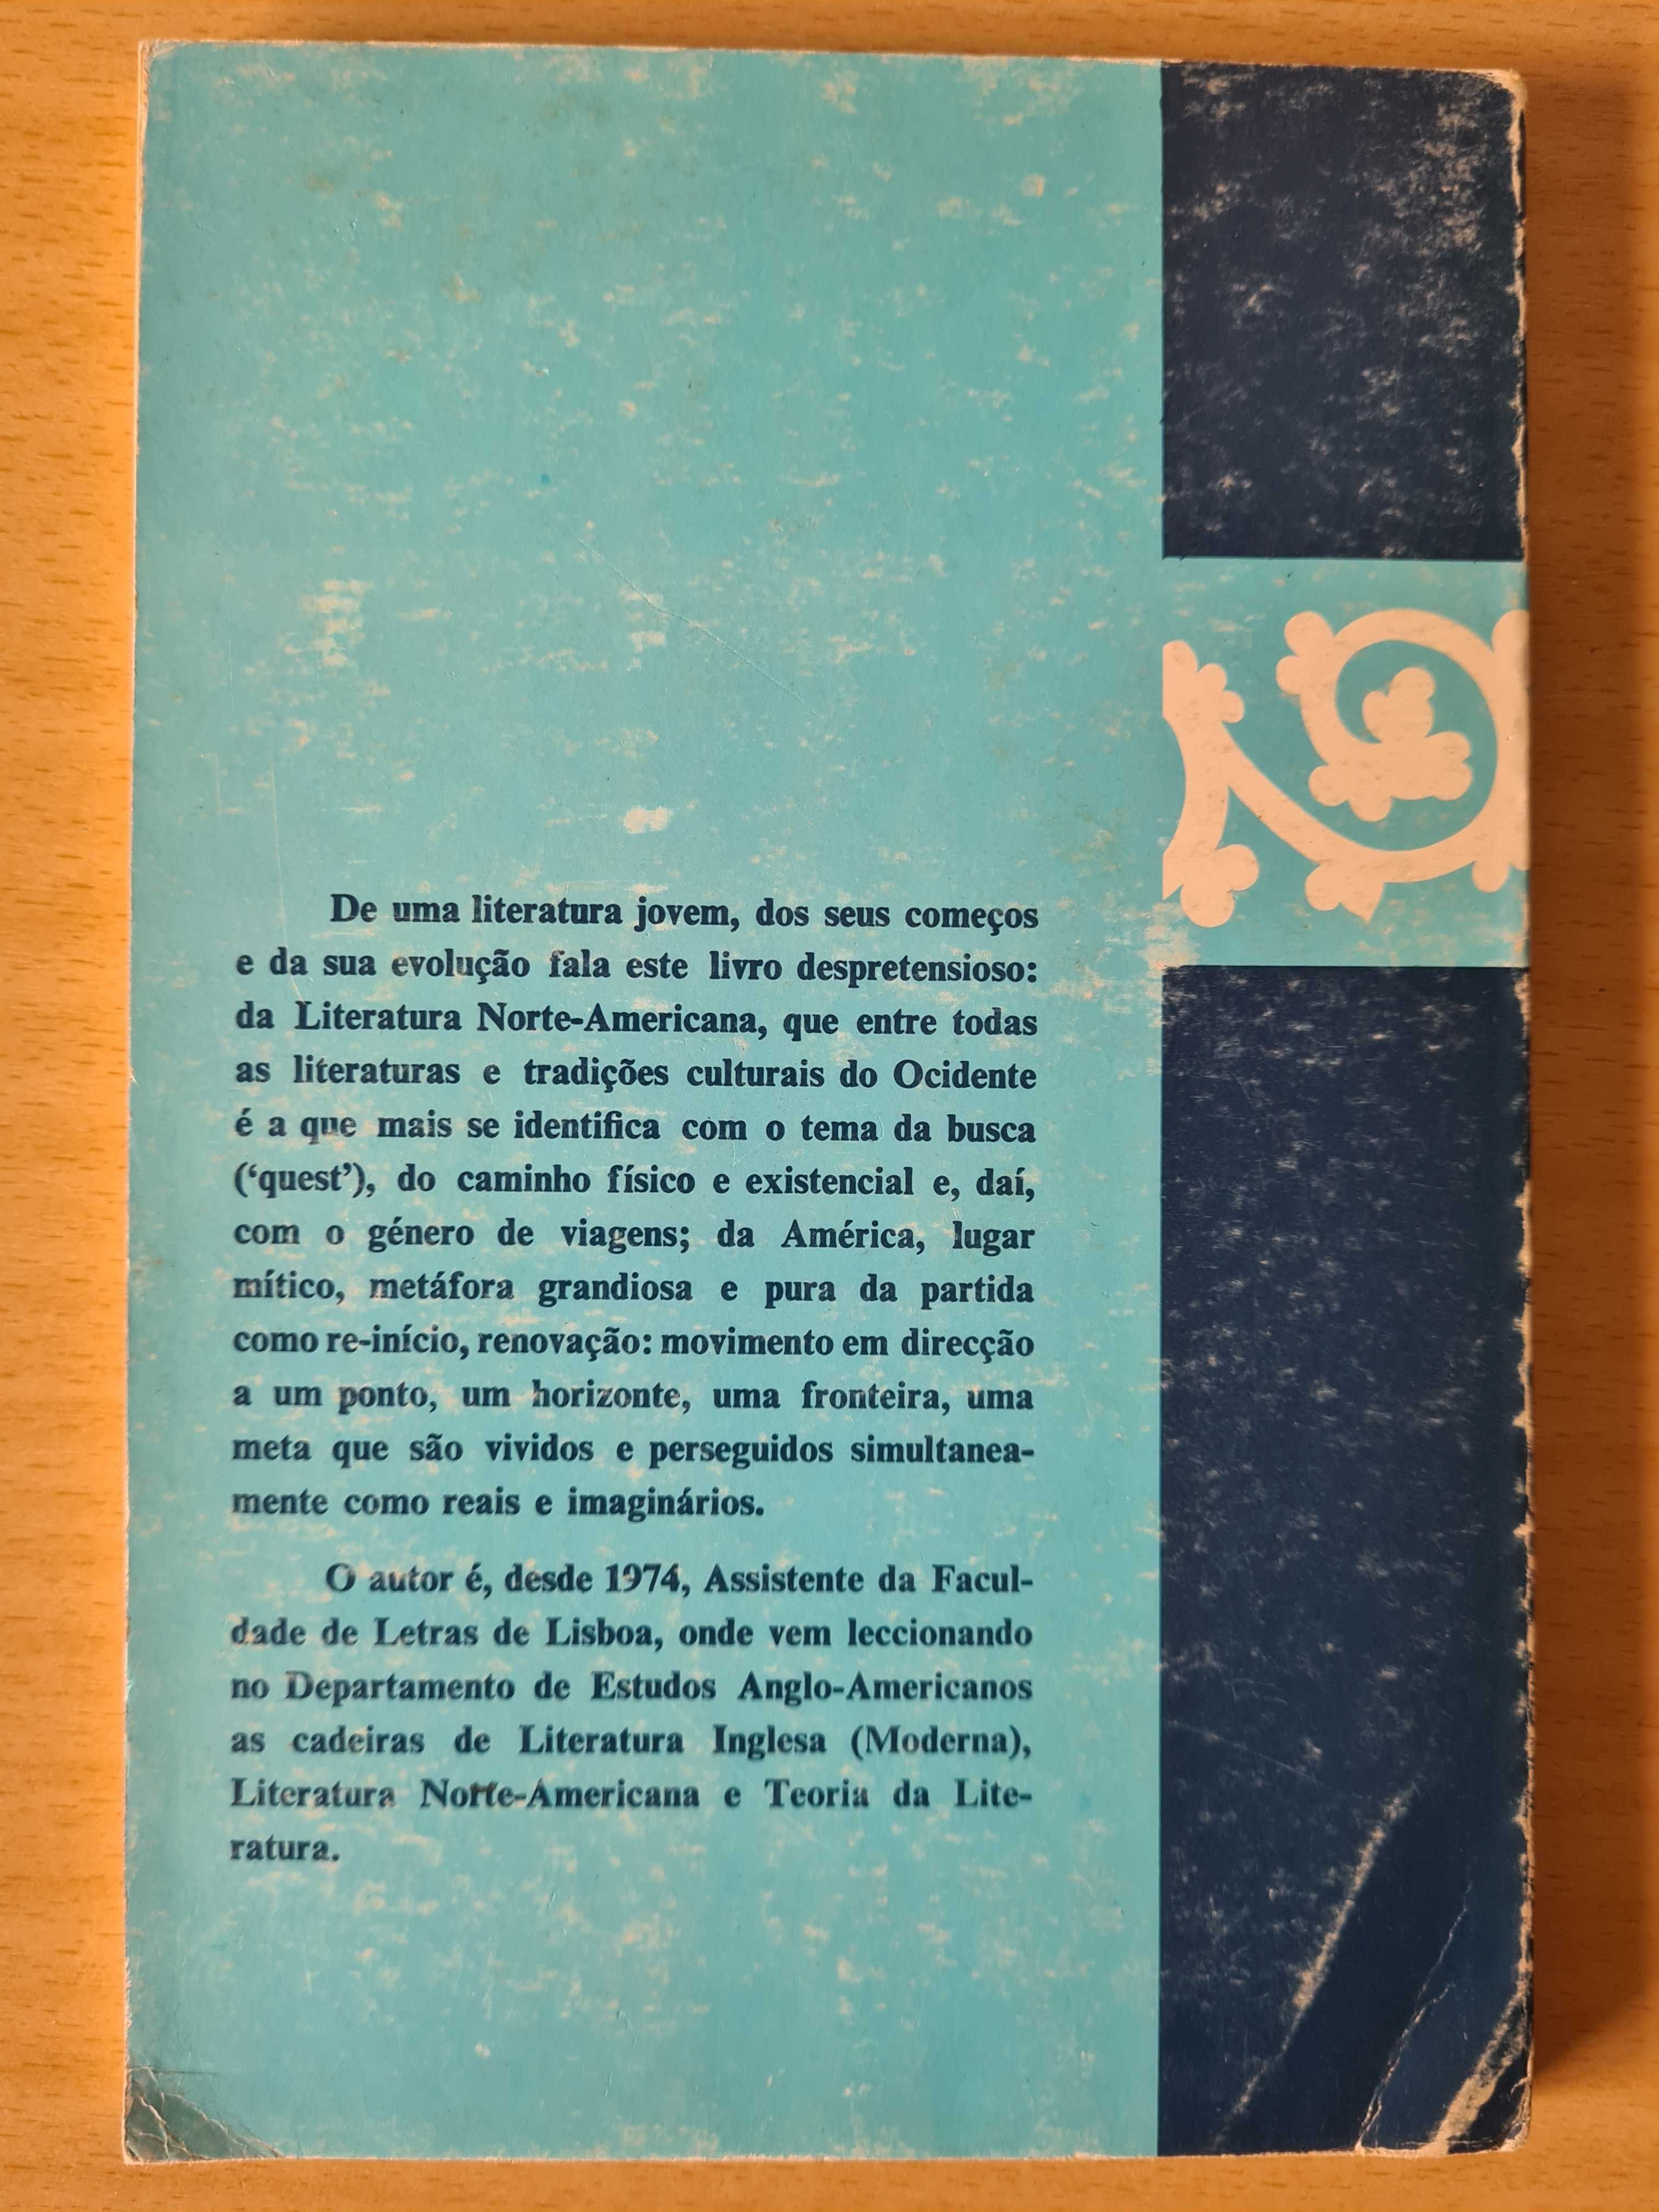 De uma literatura jovem, dos seus começos
e da sua evolução fala este livro despretensioso:
da Literatura Norte-Americana, que entre todas
as literaturas e tradições culturais do Ocidente
é a que mais se identifica com o tema da busca
(‘quest’), do caminho físico e existencial e, daí,
com o género de viagens; da América, lugar
mítico, metáfora grandiosa e pura da partida
como re-início, renovação: movimento em direcção
a um ponto, um horizonte, uma fronteira, uma
meta que são vividos e perseguidos simultanea-
mente como reais e imaginários.
O autor é, desde 1974, Assistente da Facul-
dade de Letras de Lisboa, onde vem leccionando
no Departamento de Estudos Anglo-Americanos
as cadeiras de Literatura Inglesa (Moderna),
Literatura Norte-Americana e Teoria da Lite-
ratura.